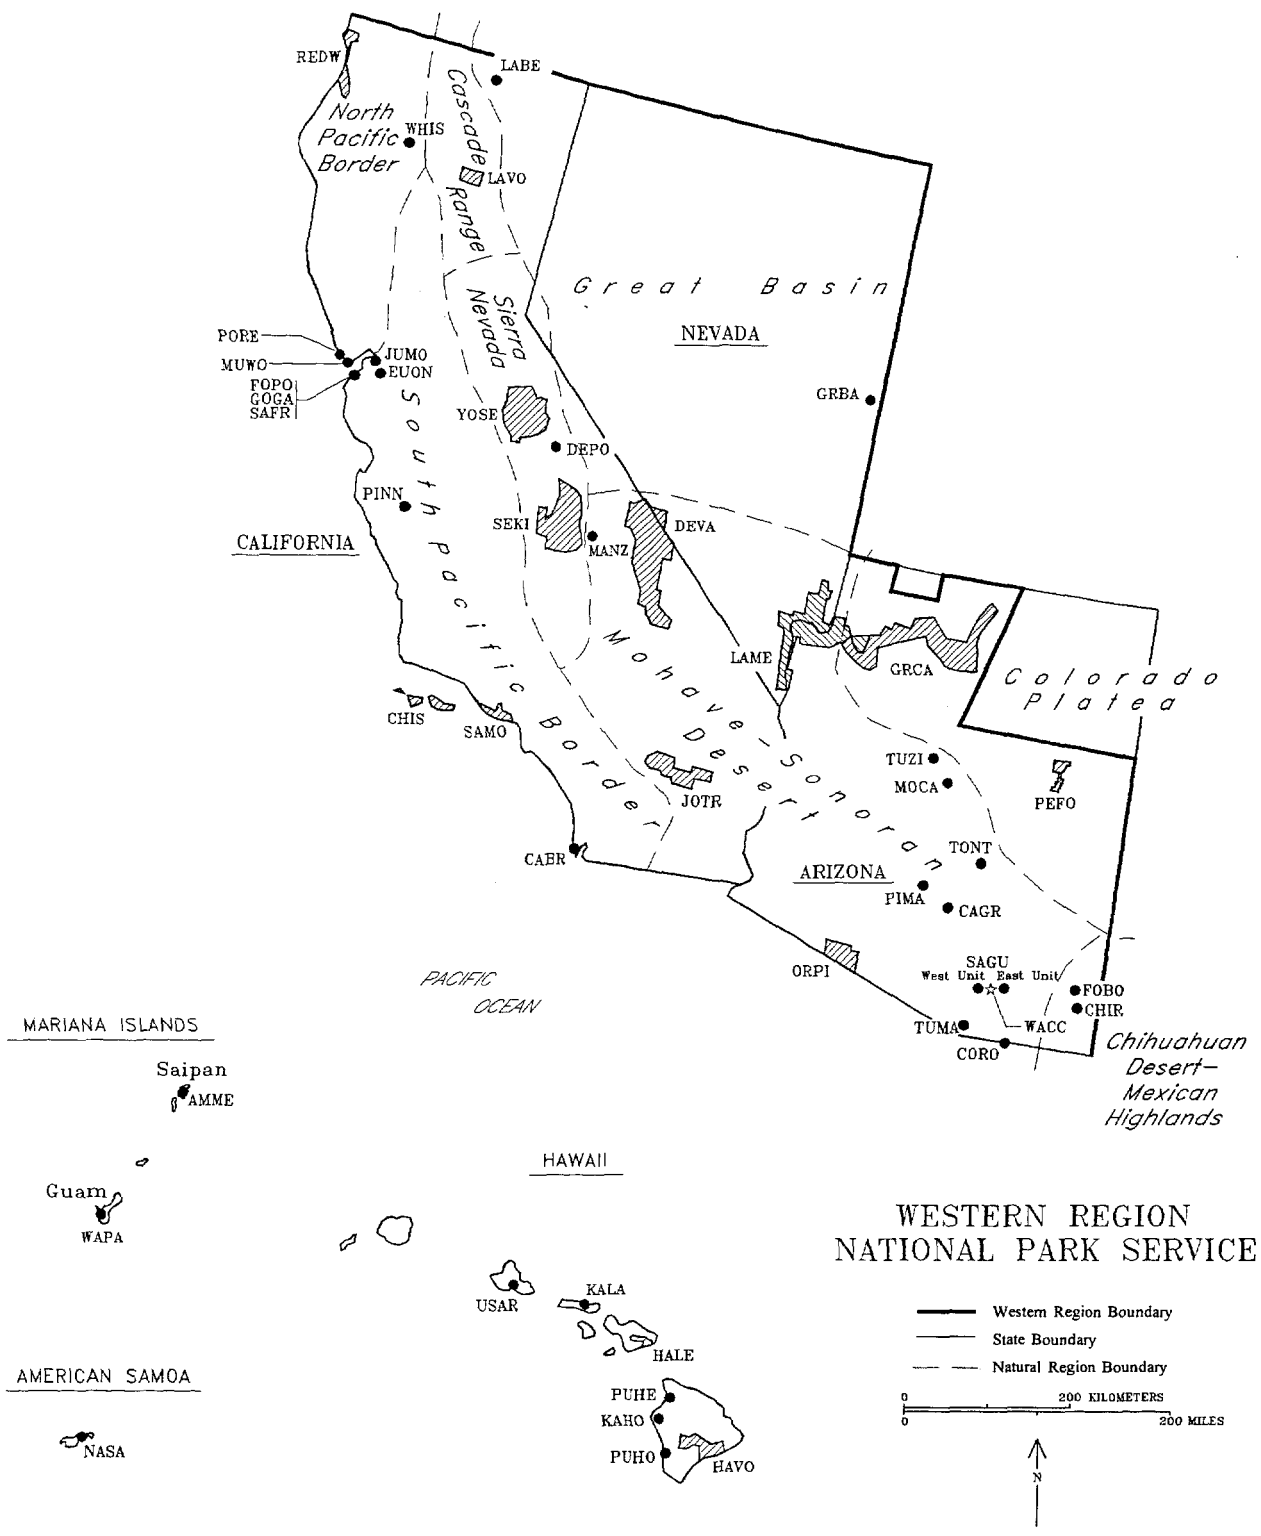 REDW
LABE
North
Pacific
Border
WHIS
Cascade Range
LAVO
Great Basin
NEVADA
Sierra
Nevada
PORE
MUWO
FOPO
GOGA
SAFR
JUMO
EUON
GRBA
YOSE
DEPO
South Pacific Border
PINN
SEKI
MANZ
DEVA
CALIFORNIA
LAME
GRCA
Colorado
Platea
Mohave-Sonoran
Desert
CHIS
SAMO
JOTR
TUZI
MOCA
PEFO
CABR
TONT
ARIZONA
PIMA
CAGR
ORPI
SAGU
West Unit East Unit
FOBO
CHIR
TUMA
WACC
CORO
Chihuahuan
Desert-
Mexican
Highlands
PACIFIC
OCEAN
MARIANA ISLANDS
Saipan
AMME
Guam
WAPA
HAWAII
USAR
KALA
HALE
PUHE
KAHO
PUHO
HAVO
AMERICAN SAMOA
NASA
WESTERN REGION
NATIONAL PARK SERVICE
Western Region Boundary
State Boundary
Natural Region Boundary
0 200 KILOMETERS
0 200 MILES
N